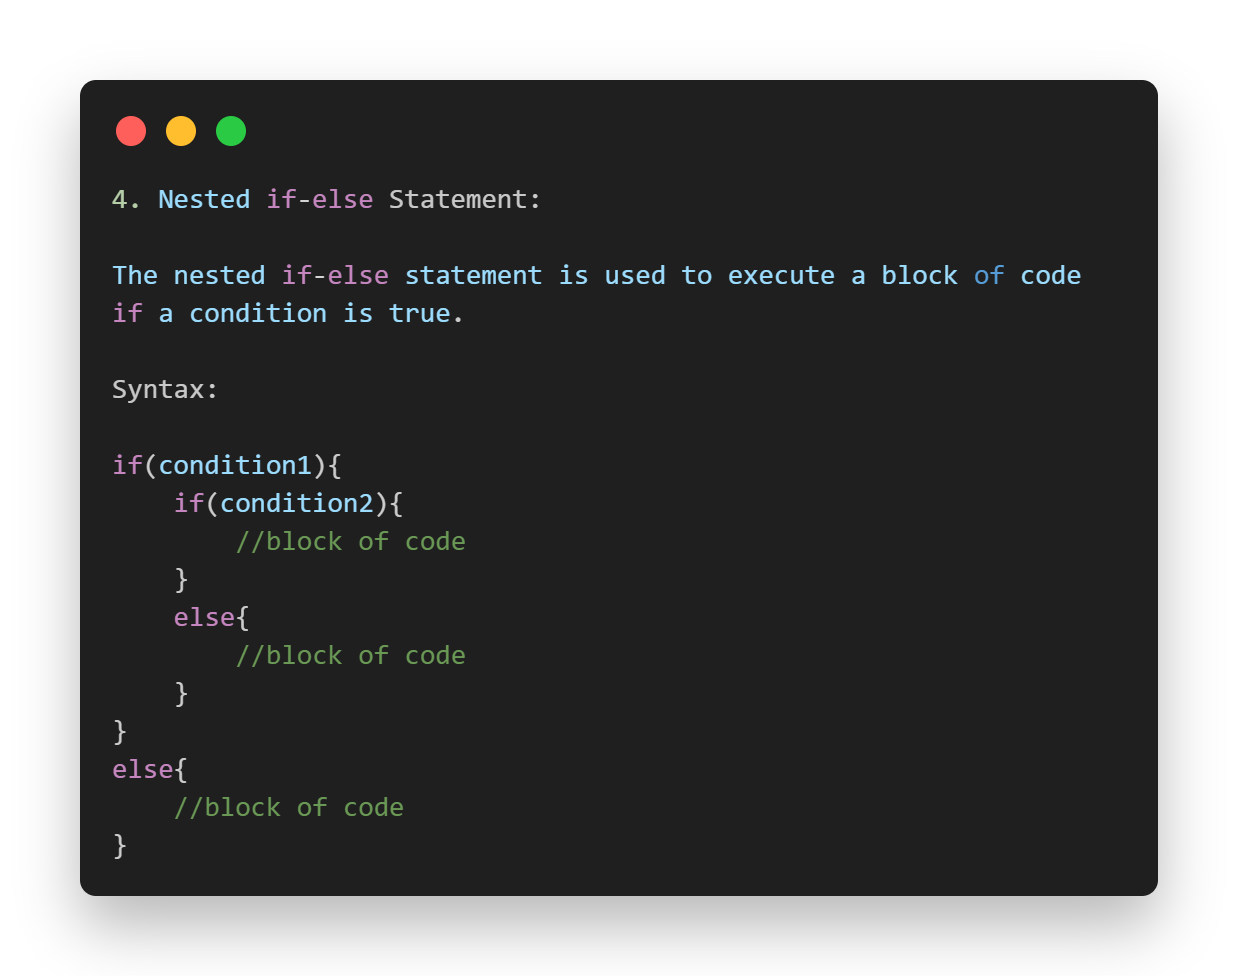 4. Nested if-else Statement:
The nested if-else statement is used to execute a block of code
if a condition is true.
Syntax:
if(condition1){
    if(condition2){
        //block of code
    }
    else{
        //block of code
    }
}
else{
    //block of code
}